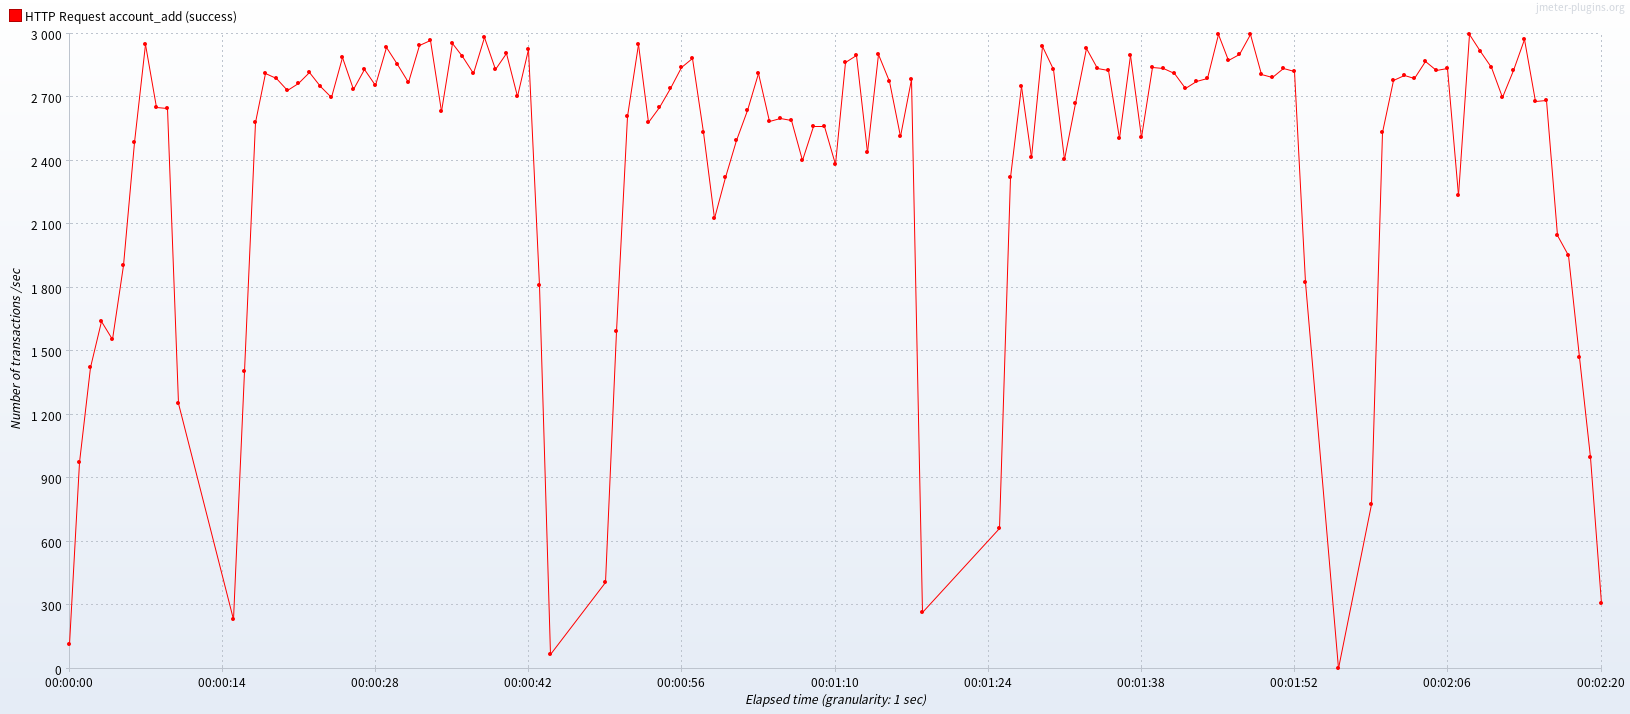 jmeter-plugins.org
HTTP Request account_add (success)
3 000
2 700
2 400
2 100
1 800
1 500
1 200
900
600
300
0
Number of transactions /sec
00:00:00 00:00:14 00:00:28 00:00:42 00:00:56 00:01:10 00:01:24 00:01:38 00:01:52 00:02:06 00:02:20
Elapsed time (granularity: 1 sec)